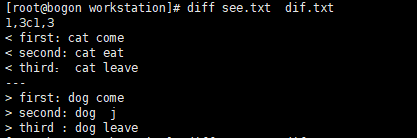 [root@bogon workstation]# diff see.txt  dif.txt
1,3c1,3
< first: cat come
< second: cat eat
< third： cat leave
---
> first: dog come
> second: dog  j
> third ：dog leave